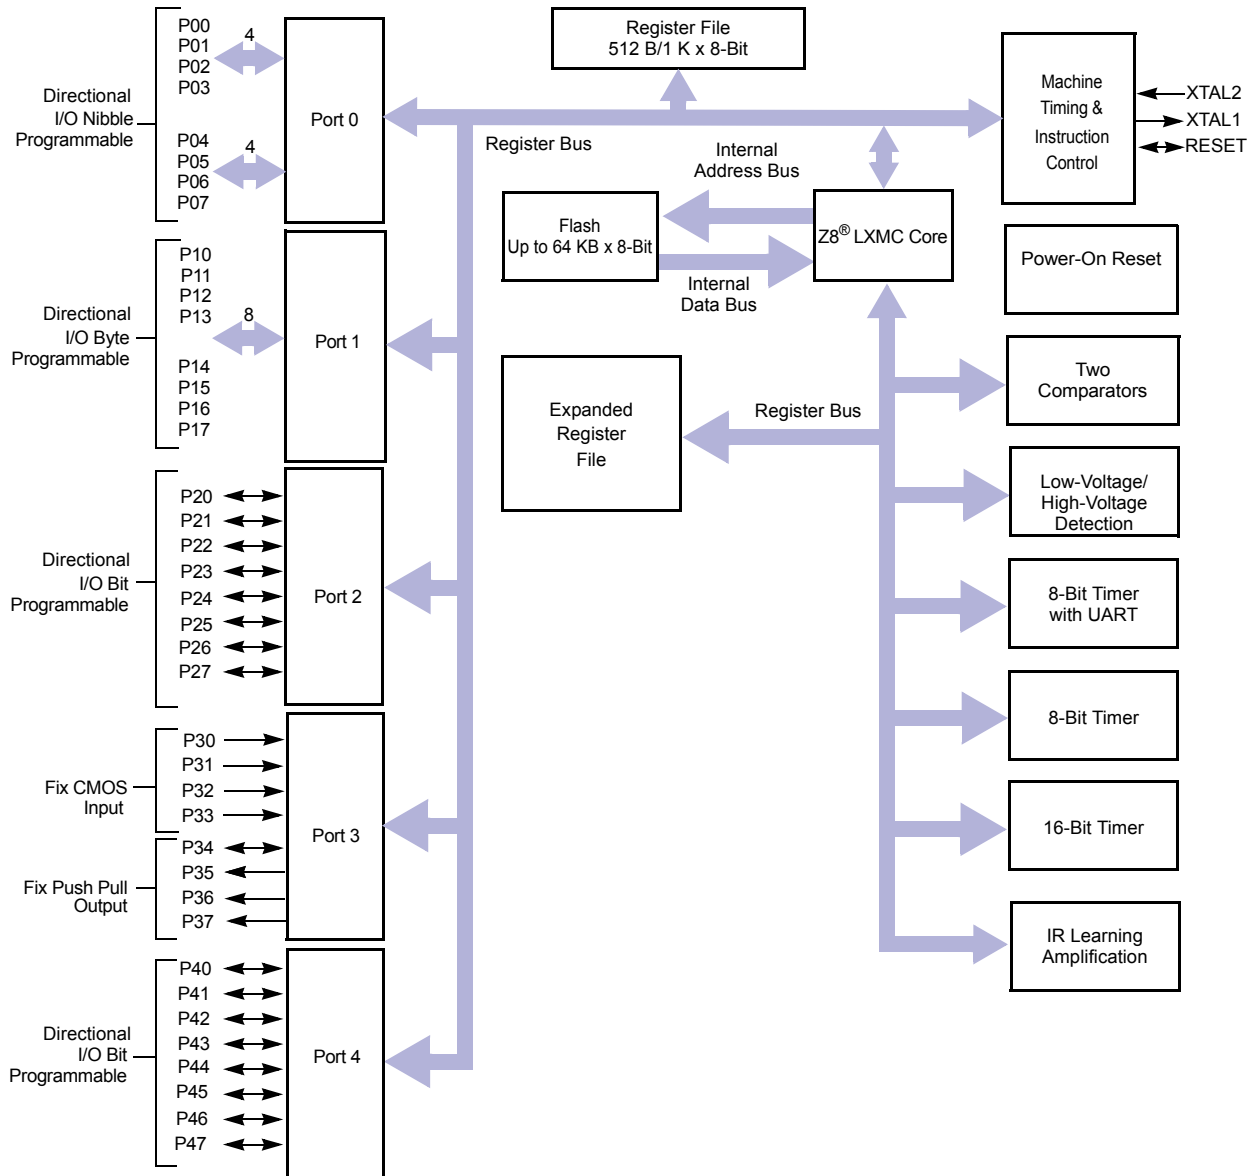 P00
P01
P02
P03
4
Directional
I/O Nibble
Programmable
P04
P05
P06
P07
4
Port 0
Register File
512 B/1 K x 8-Bit
Machine
Timing &
Instruction
Control
XTAL2
XTAL1
RESET
Register Bus
Internal
Address Bus
Flash
Up to 64 KB x 8-Bit
Z8® LXMC Core
Internal
Data Bus
Power-On Reset
P10
P11
P12
P13
8
Directional
I/O Byte
Programmable
P14
P15
P16
P17
Port 1
Expanded
Register
File
Register Bus
Two
Comparators
Low-Voltage/
High-Voltage
Detection
8-Bit Timer
with UART
8-Bit Timer
16-Bit Timer
IR Learning
Amplification
Directional
I/O Bit
Programmable
P20
P21
P22
P23
P24
P25
P26
P27
Port 2
Fix CMOS
Input
P30
P31
P32
P33
Fix Push Pull
Output
P34
P35
P36
P37
Port 3
Directional
I/O Bit
Programmable
P40
P41
P42
P43
P44
P45
P46
P47
Port 4